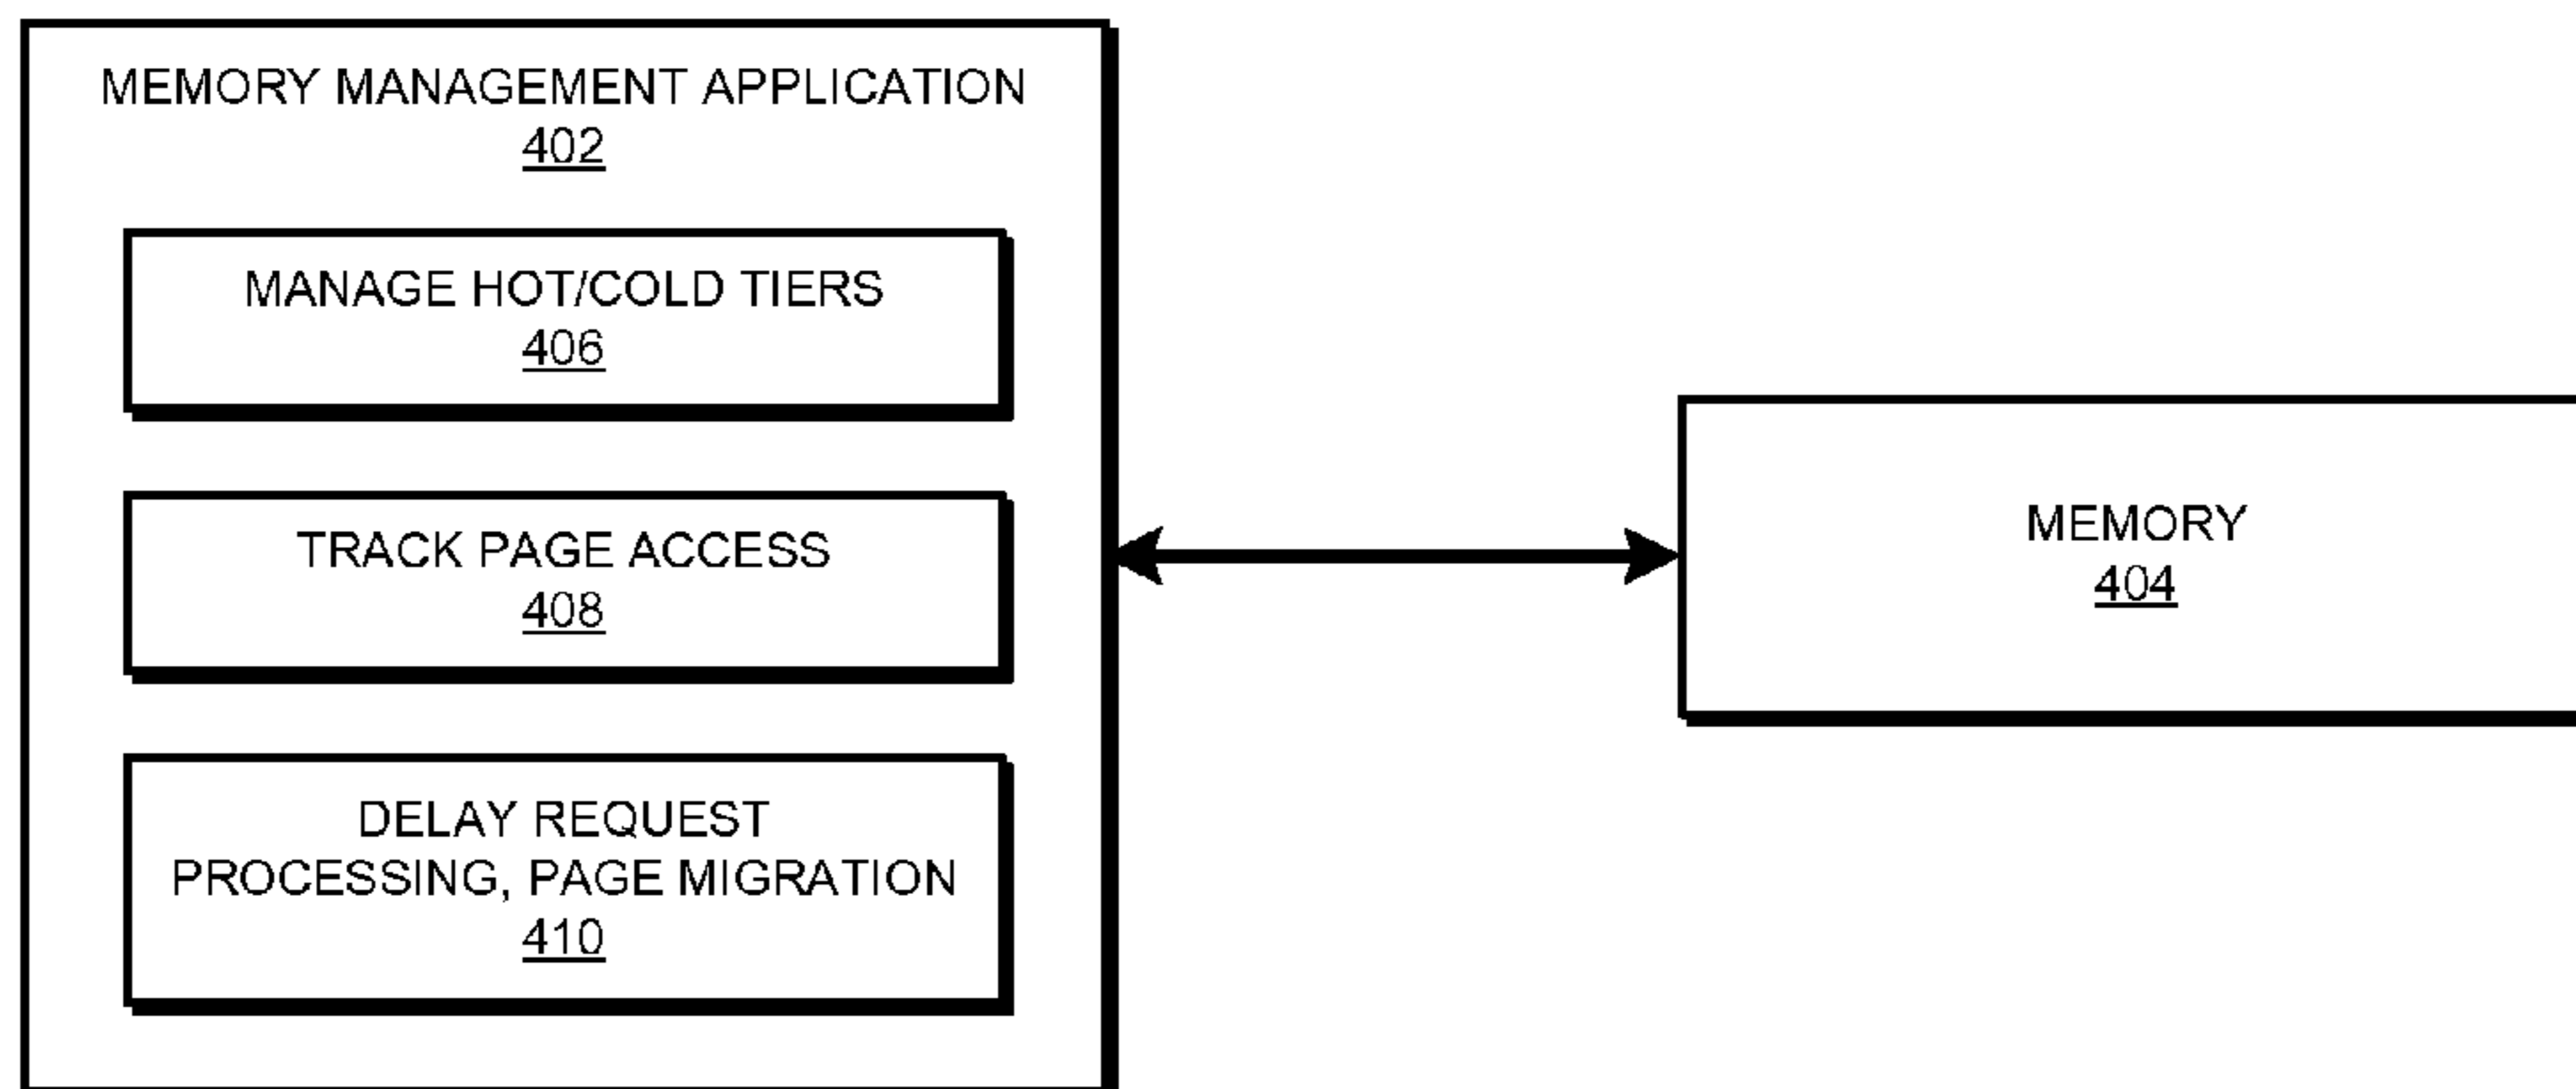 MEMORY MANAGEMENT APPLICATION
402
MANAGE HOT/COLD TIERS
406
TRACK PAGE ACCESS
408
DELAY REQUEST
PROCESSING, PAGE MIGRATION
410
MEMORY
404